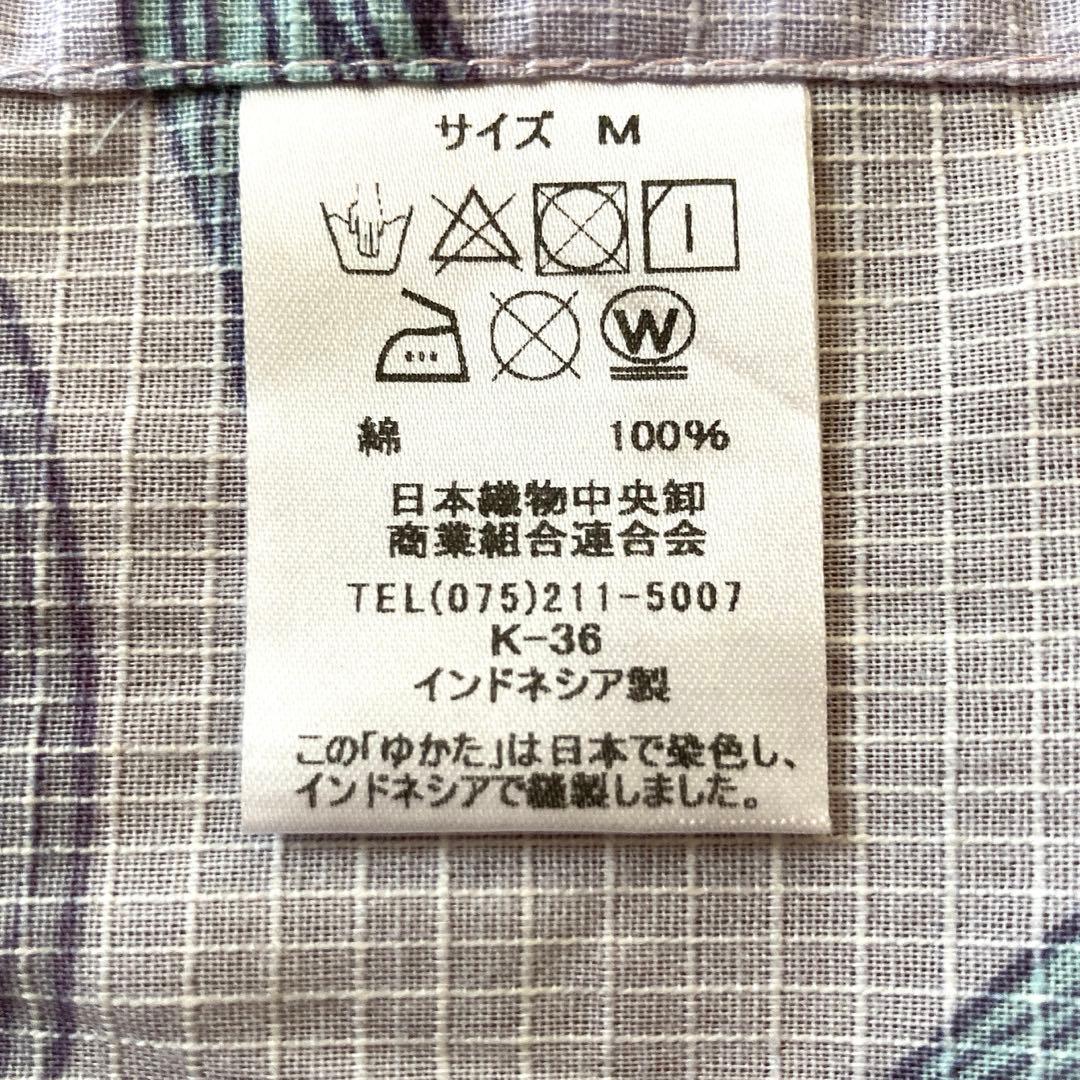 サイズ M
W
綿 100%
日本織物中央卸
商業組合連合会
TEL(075)211-5007
K-36
インドネシア製
この「ゆかた」は日本で染色し、
インドネシアで縫製しました。